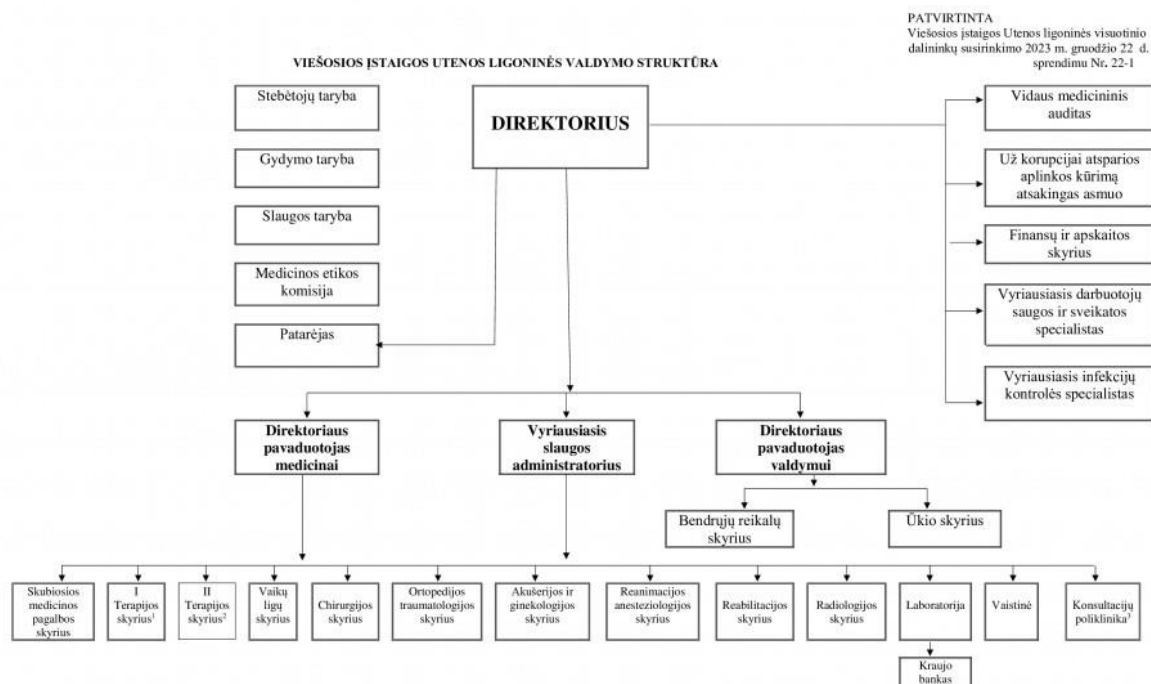 PATVIRTINTA
Viešosios įstaigos Utenos ligoninės visuotinio
dalininkų susirinkimo 2023 m. gruodžio 22 d.
sprendimu Nr. 22-1
VIEŠOSIOS ĮSTAIGOS UTENOS LIGONINĖS VALDYMO STRUKTŪRA
Stebėtojų taryba
Gydymo taryba
Slaugos taryba
Medicinos etikos
komisija
Patarėjas
DIREKTORIUS
Vidaus medicininis
auditas
Už korupcijai atsparios
aplinkos kūrimą
atsakingas asmuo
Finansų ir apskaitos
skyrius
Vyriausiasis darbuotojų
saugos ir sveikatos
specialistas
Vyriausiasis infekcijų
kontrolės specialistas
Direktoriaus
pavaduotojas
medicinai
Vyriausiasis
slaugos
administratorius
Direktoriaus
pavaduotojas
valdymui
Bendrųjų reikalų
skyrius
Ūkio skyrius
Skubiosios
medicinos
pagalbos
skyrius
I
Terapijos
skyrius¹
II
Terapijos
skyrius²
Vaikų
ligų
skyrius
Chirurgijos
skyrius
Ortopedijos
traumatologijos
skyrius
Akušerijos ir
ginekologijos
skyrius
Reanimacijos
anesteziologijos
skyrius
Reabilitacijos
skyrius
Radiologijos
skyrius
Laboratorija
Vaistinė
Konsultacijų
poliklinika³
Kraujo
bankas